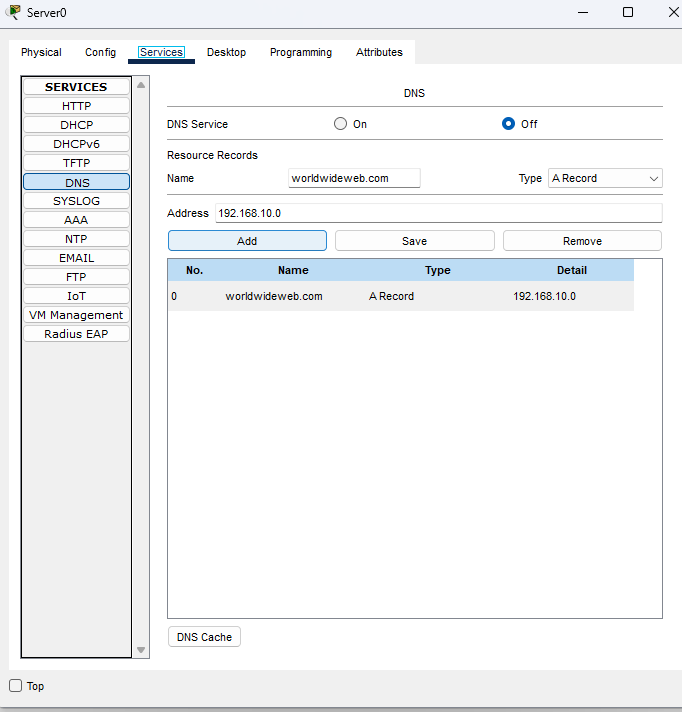 Server0
Physical Config Services Desktop Programming Attributes
SERVICES
HTTP
DHCP
DHCPv6
TFTP
DNS
SYSLOG
AAA
NTP
EMAIL
FTP
IoT
VM Management
Radius EAP
DNS
DNS Service On Off
Resource Records
Name worldwideweb.com Type A Record
Address 192.168.10.0
Add Save Remove
No. Name Type Detail
0 worldwideweb.com A Record 192.168.10.0
DNS Cache
Top